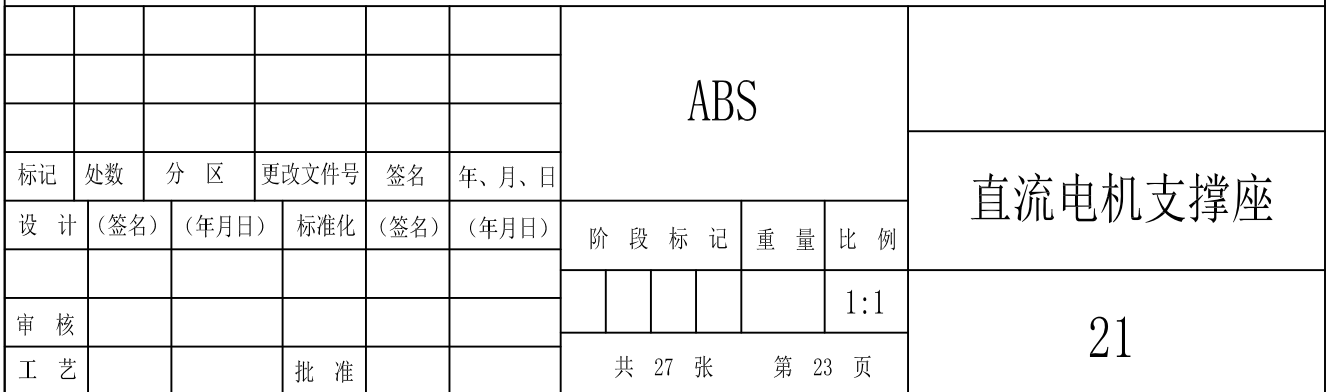 ABS
标记 处数 分 区 更改文件号 签名 年、月、日
直流电机支撑座
设 计 (签名) (年月日) 标准化 (签名) (年月日)
阶 段 标 记 重 量 比 例
1:1
审 核
21
工 艺 批 准
共 27 张 第 23 页